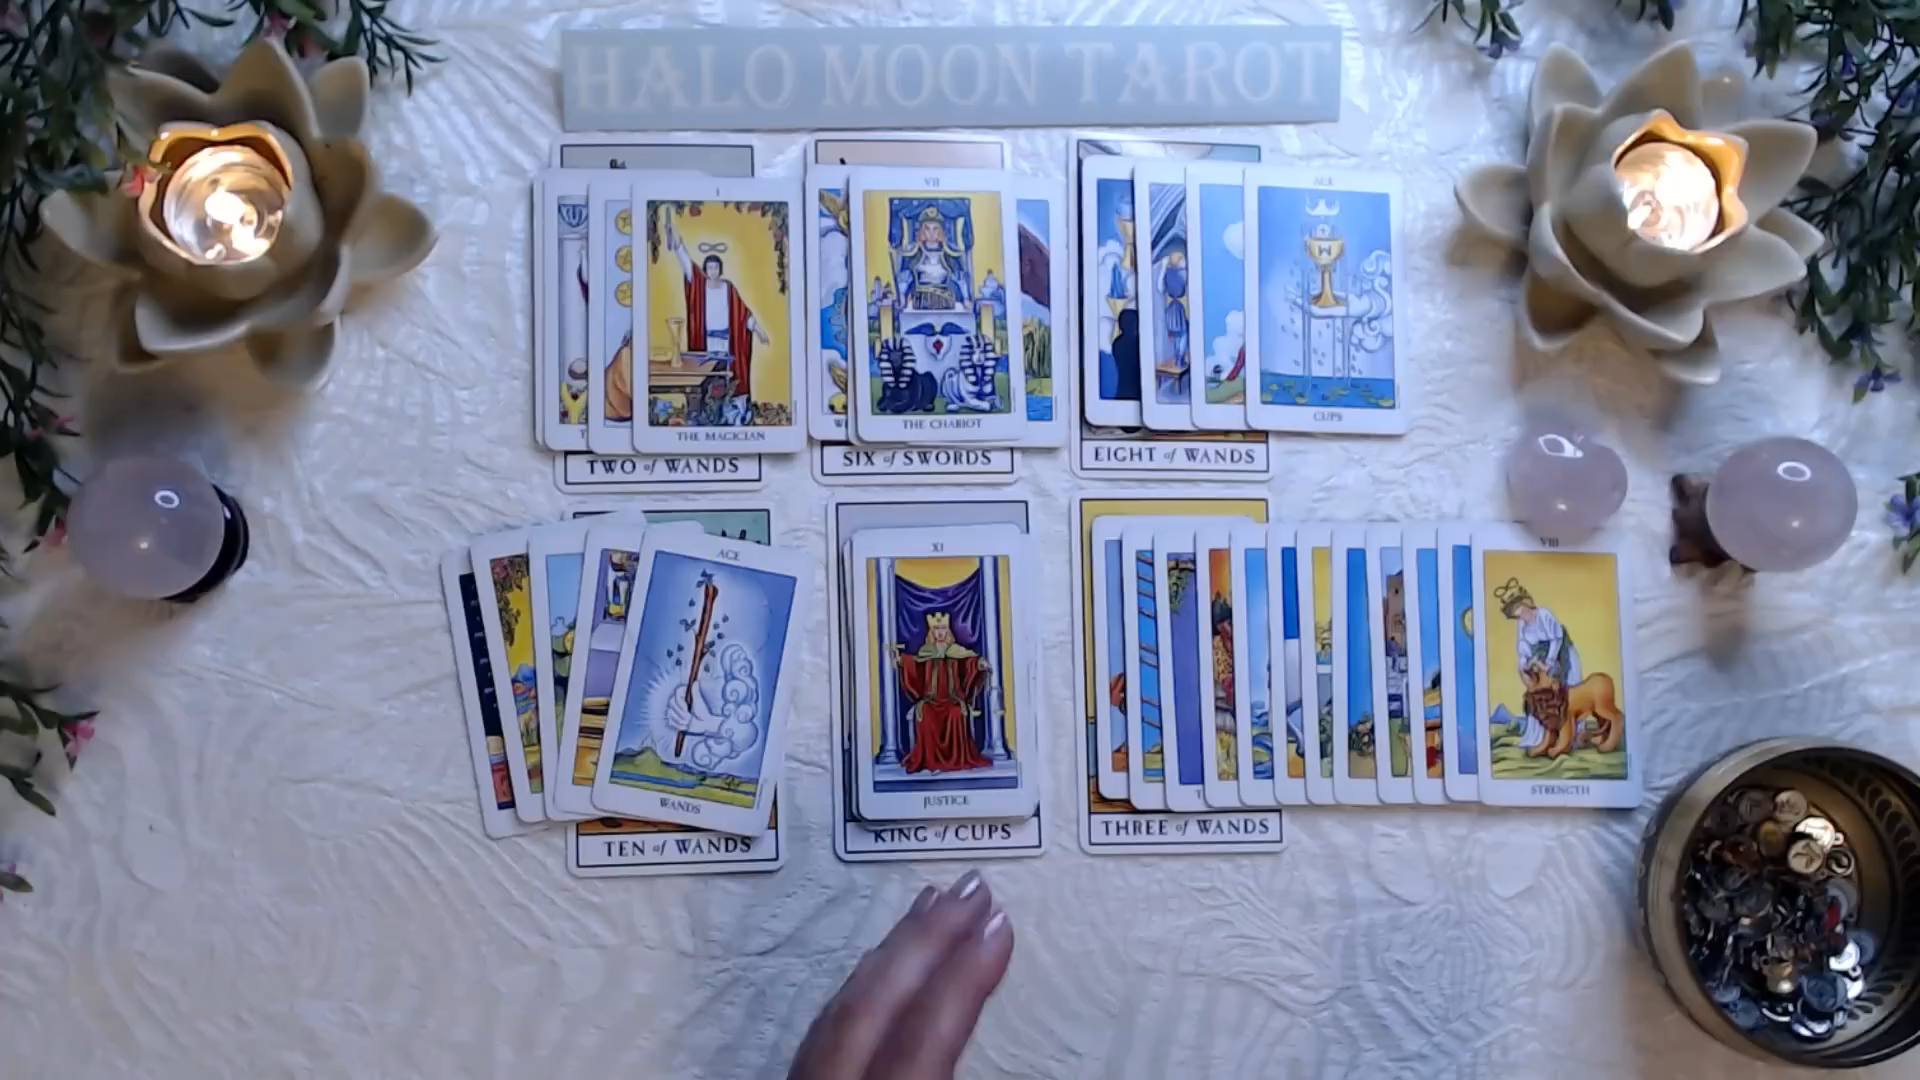 HALO MOON TAROT
I
THE MAGICIAN
TWO of WANDS
VII
THE CHARIOT
SIX of SWORDS
ACE
CUPS
EIGHT of WANDS
ACE
WANDS
TEN of WANDS
XI
JUSTICE
KING of CUPS
VIII
STRENGTH
THREE of WANDS